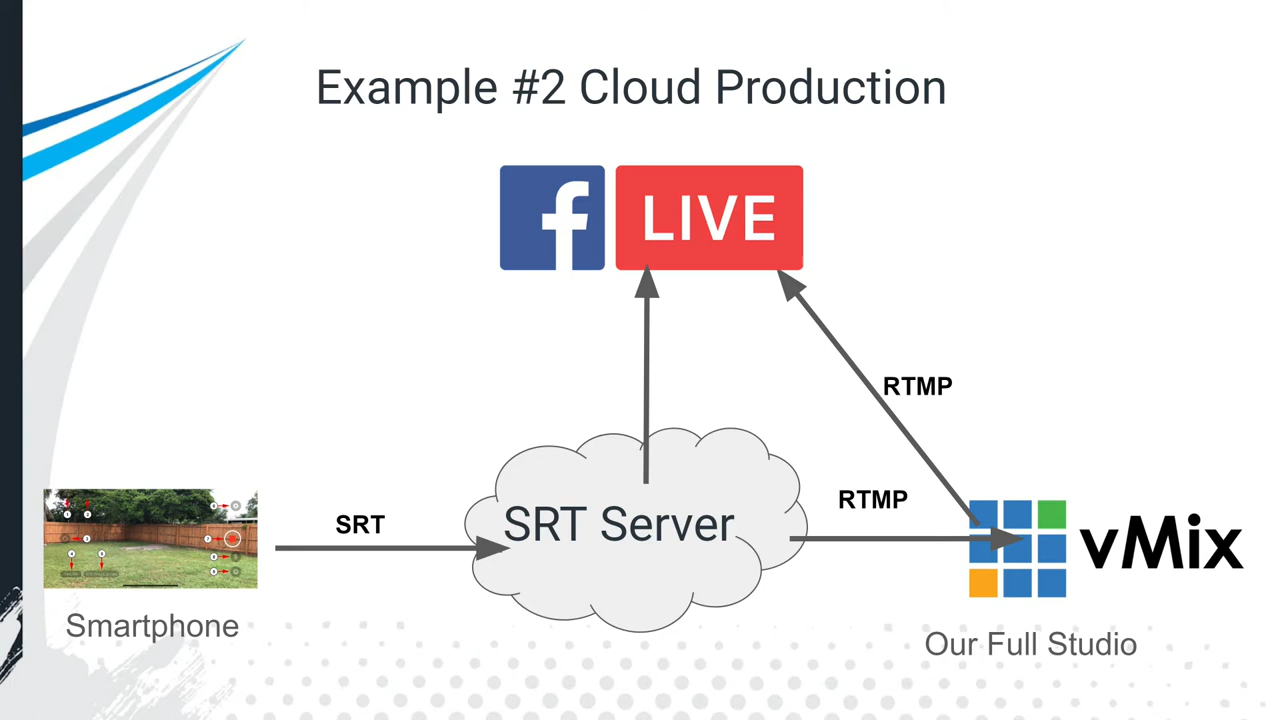 Example #2 Cloud Production
f LIVE
RTMP
SRT
SRT Server
RTMP
vMix
Smartphone
Our Full Studio